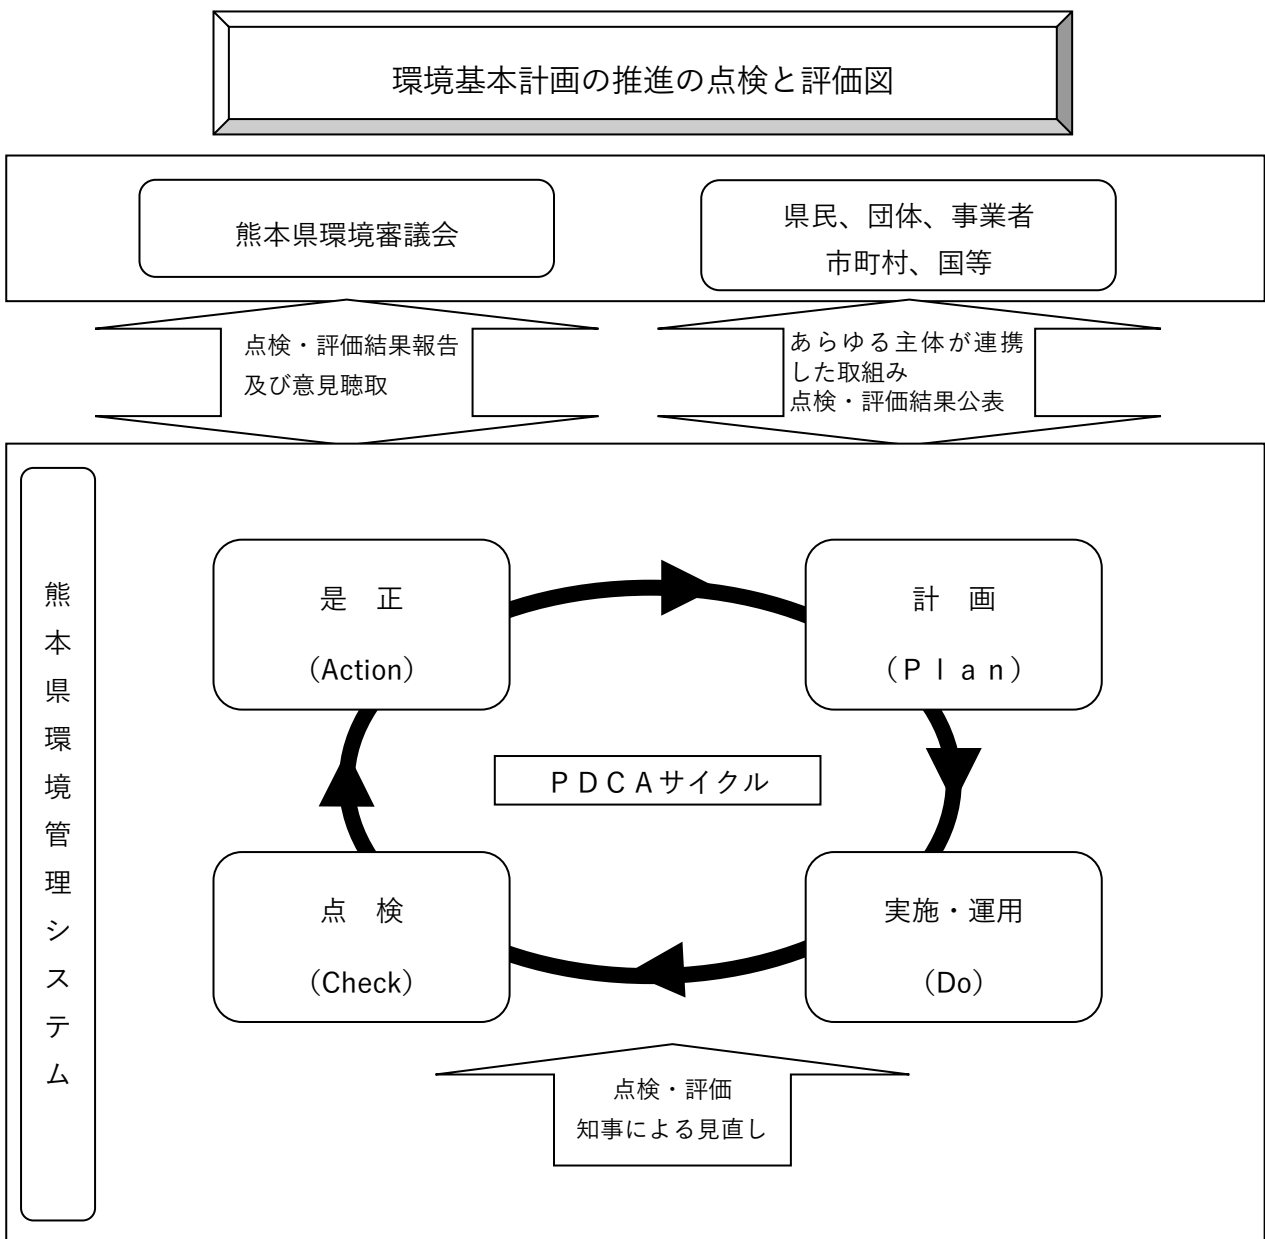 環境基本計画の推進の点検と評価図
熊本県環境審議会
県民、団体、事業者
市町村、国等
点検・評価結果報告
及び意見聴取
あらゆる主体が連携
した取組み
点検・評価結果公表
熊本県環境管理システム
是　正
（Action）
計　画
（Ｐｌａｎ）
ＰＤＣＡサイクル
点　検
（Check）
実施・運用
（Do）
点検・評価
知事による見直し